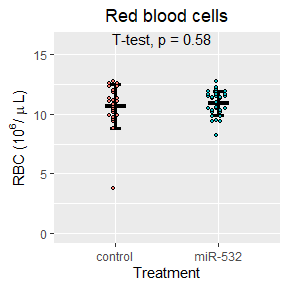 Red blood cells
T-test, p = 0.58
RBC (10⁶/ μ L)
15
10
5
0
control miR-532
Treatment